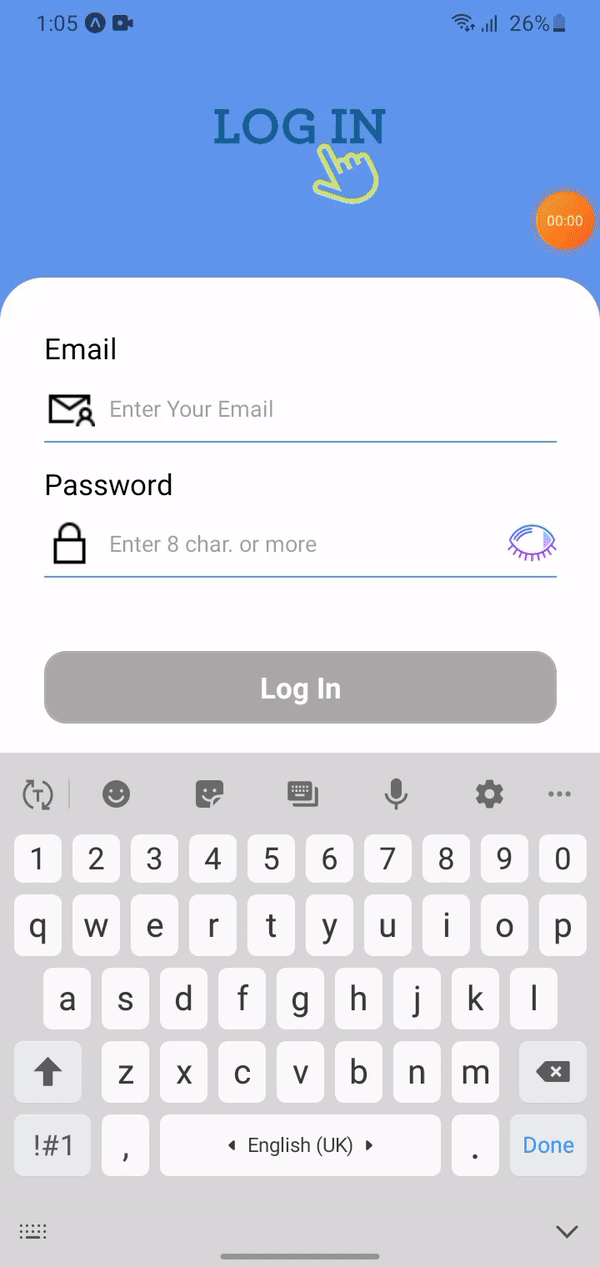 1:05 26%
LOG IN
00:00
Email
Enter Your Email
Password
Enter 8 char. or more
Log In
T
1 2 3 4 5 6 7 8 9 0
q w e r t y u i o p
a s d f g h j k l
z x c v b n m
!#1 , English (UK) . Done